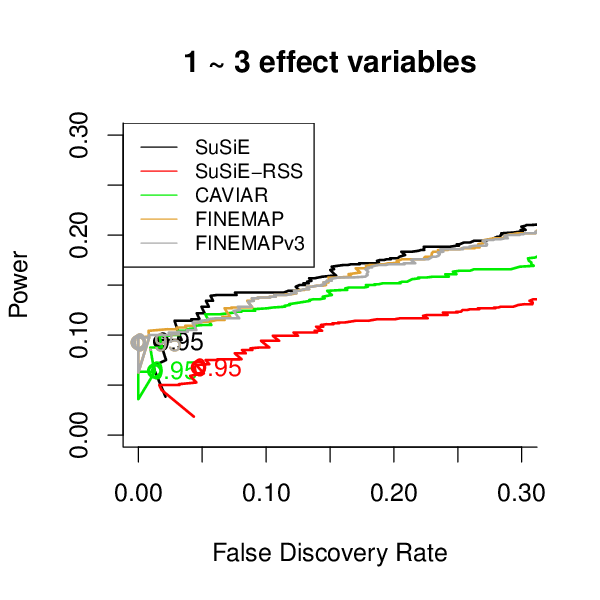 1 ~ 3 effect variables
Power
0.30
0.20
0.10
0.00
SuSiE
SuSiE−RSS
CAVIAR
FINEMAP
FINEMAPv3
0.95
0.95
0.00
0.10
0.20
0.30
False Discovery Rate